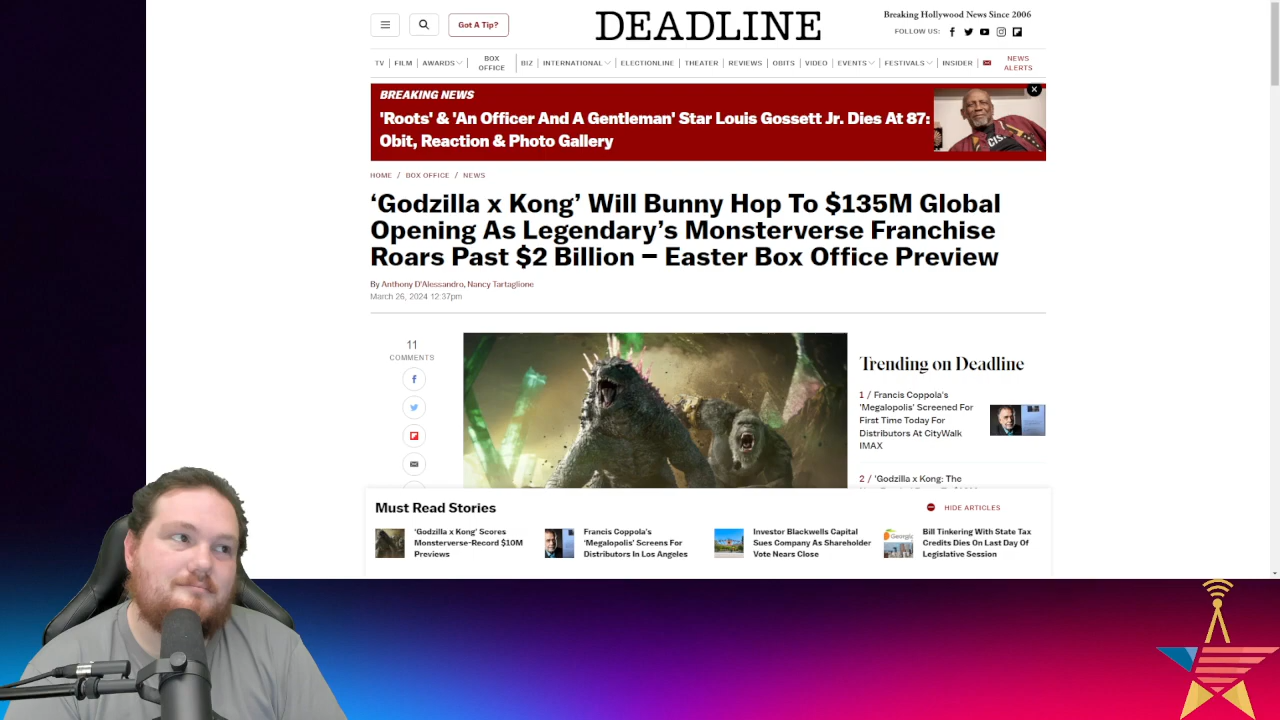 Got A Tip?
DEADLINE
Breaking Hollywood News Since 2006
FOLLOW US:
TV | FILM | AWARDS | BOX OFFICE | BIZ | INTERNATIONAL | ELECTIONLINE | THEATER | REVIEWS | OBITS | VIDEO | EVENTS | FESTIVALS | INSIDER | NEWS ALERTS
BREAKING NEWS
'Roots' & 'An Officer And A Gentleman' Star Louis Gossett Jr. Dies At 87:
Obit, Reaction & Photo Gallery
HOME / BOX OFFICE / NEWS
‘Godzilla x Kong’ Will Bunny Hop To $135M Global
Opening As Legendary’s Monsterverse Franchise
Roars Past $2 Billion – Easter Box Office Preview
By Anthony D'Alessandro, Nancy Tartaglione
March 26, 2024 12:37pm
11
COMMENTS
Trending on Deadline
1 / Francis Coppola's
'Megalopolis' Screened For
First Time Today For
Distributors At CityWalk
IMAX
2 / 'Godzilla x Kong: The
Must Read Stories
HIDE ARTICLES
'Godzilla x Kong' Scores
Monsterverse-Record $10M
Previews
Francis Coppola's
'Megalopolis' Screens For
Distributors In Los Angeles
Investor Blackwells Capital
Sues Company As Shareholder
Vote Nears Close
Bill Tinkering With State Tax
Credits Dies On Last Day Of
Legislative Session